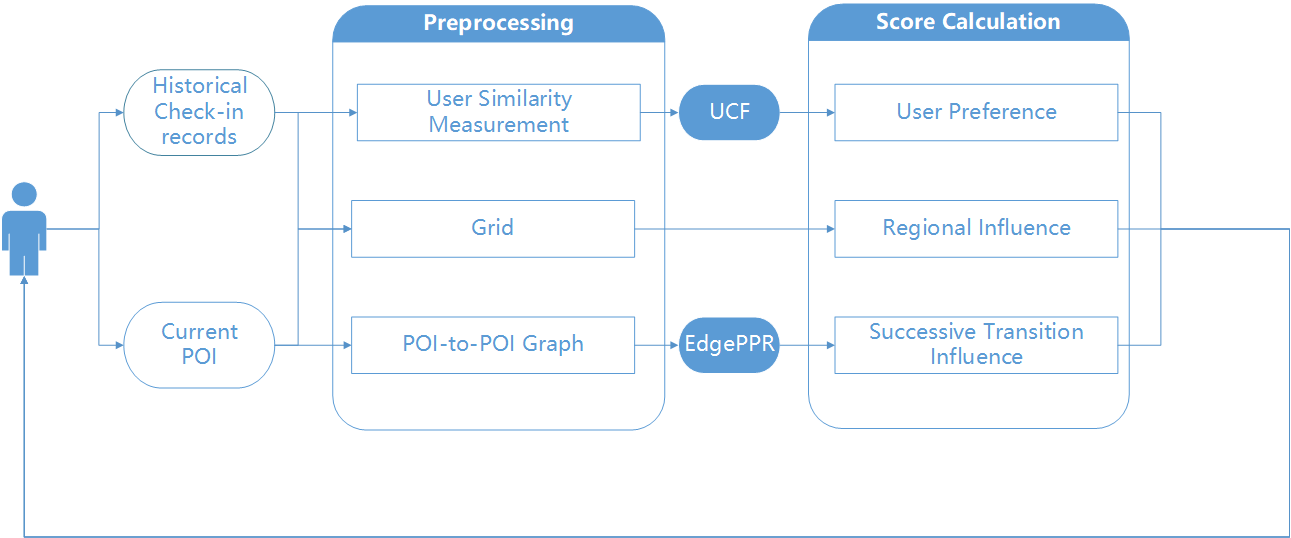 Preprocessing
Score Calculation
Historical
Check-in
records
User Similarity
Measurement
UCF
User Preference
Grid
Regional Influence
Current
POI
POI-to-POI Graph
EdgePPR
Successive Transition
Influence